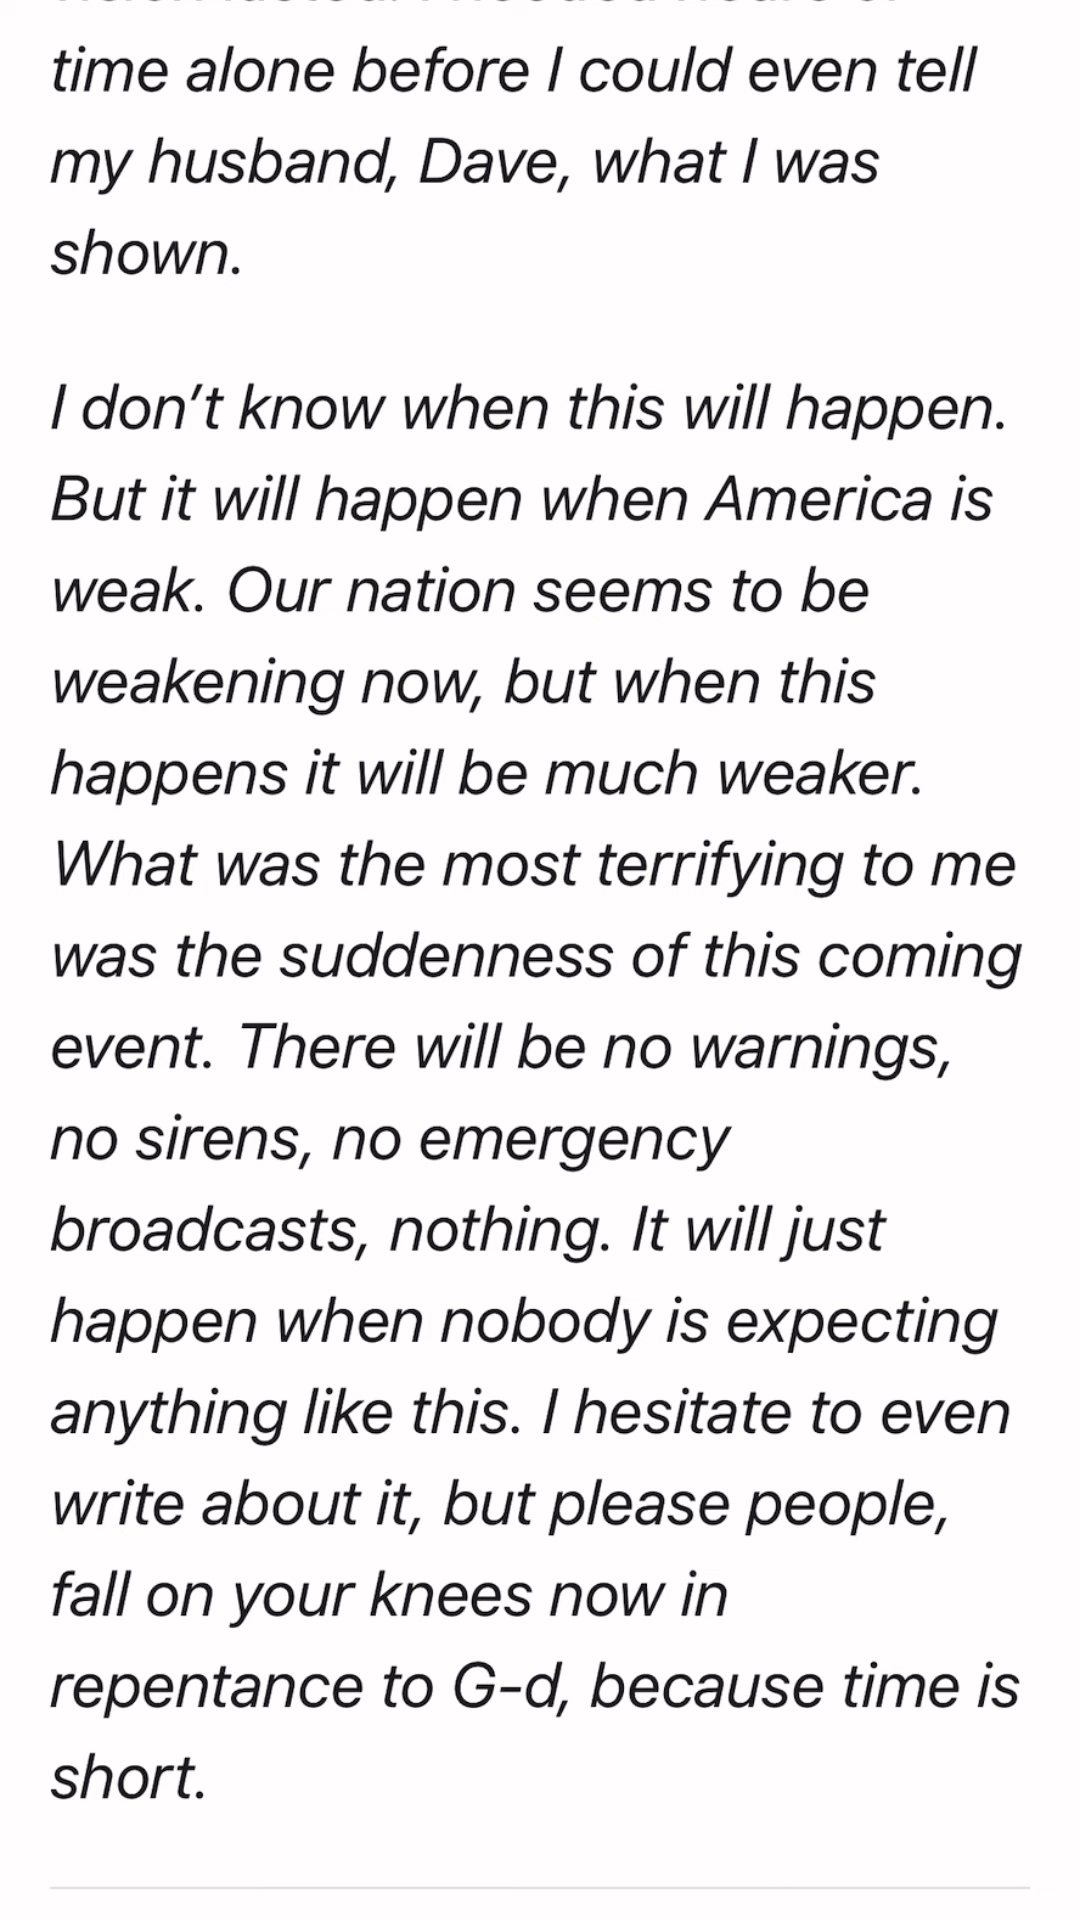 time alone before I could even tell
my husband, Dave, what I was
shown.
I don’t know when this will happen.
But it will happen when America is
weak. Our nation seems to be
weakening now, but when this
happens it will be much weaker.
What was the most terrifying to me
was the suddenness of this coming
event. There will be no warnings,
no sirens, no emergency
broadcasts, nothing. It will just
happen when nobody is expecting
anything like this. I hesitate to even
write about it, but please people,
fall on your knees now in
repentance to G-d, because time is
short.